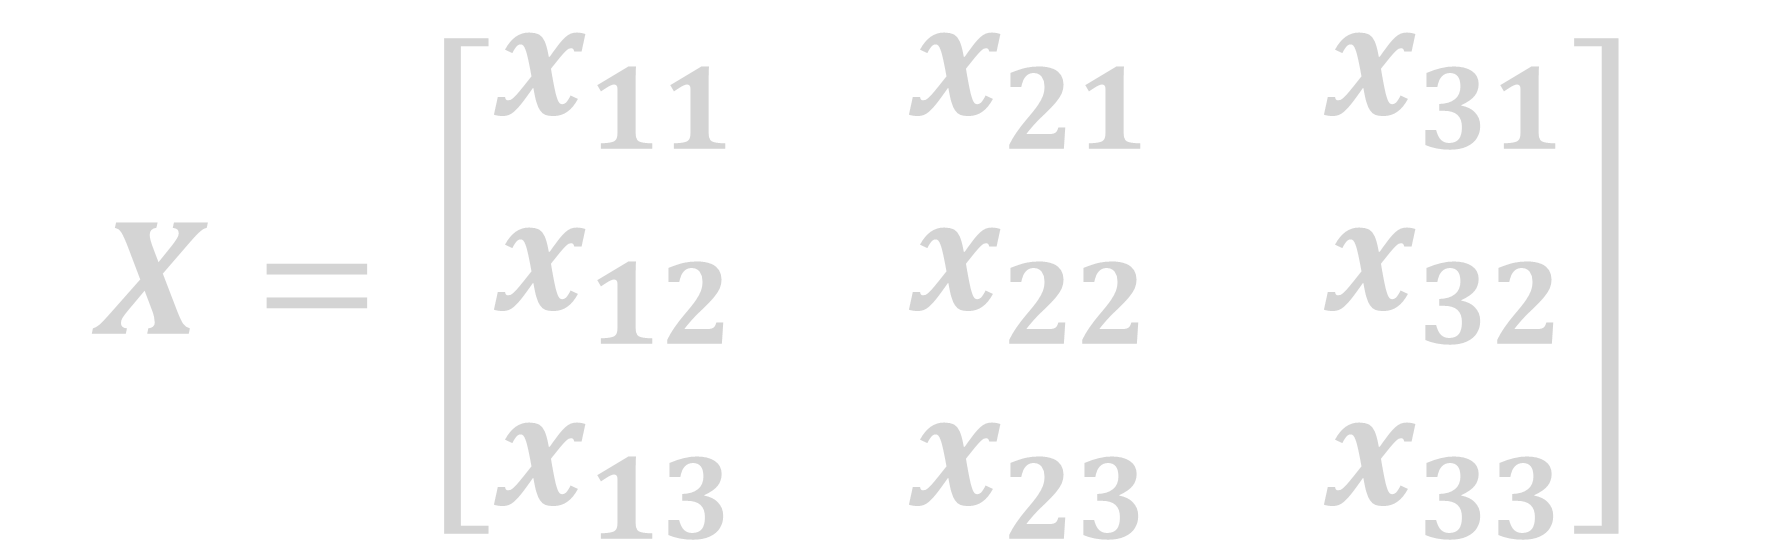 x₁₁ x₂₁ x₃₁
X = [x₁₂ x₂₂ x₃₂]
x₁₃ x₂₃ x₃₃